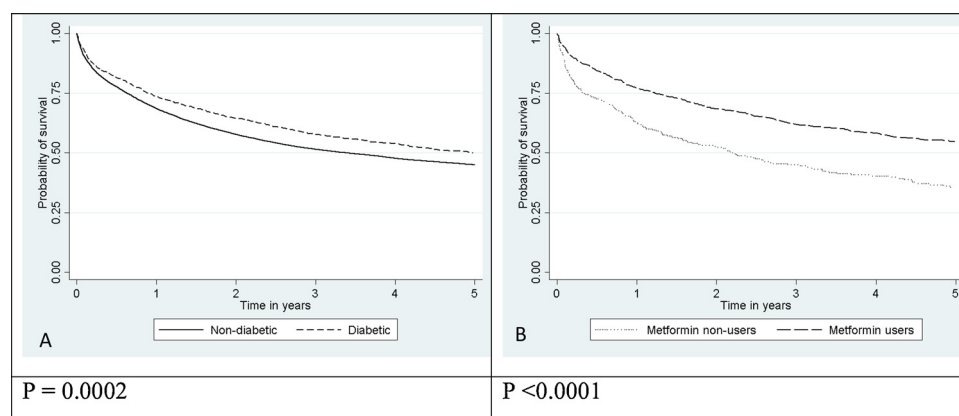 1.00
0.75
0.50
0.25
0.00
Probability of survival
0 1 2 3 4 5
Time in years
Non-diabetic Diabetic
A
1.00
0.75
0.50
0.25
0.00
Probability of survival
0 1 2 3 4 5
Time in years
Metformin non-users Metformin users
B
P = 0.0002
P <0.0001